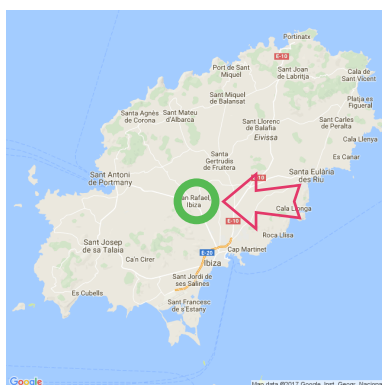 Portinatx
E-10
Port de Sant
Miquel
Sant Joan
de Labritja
Cala de
Sant Vicent
Sant Miquel
de Balansat
Platja es
Figueral
Santa Agnès
de Corona
Sant Mateu
d'Albarca
Sant Llorenc
de Balafia
Sant Carles
de Peralta
Eivissa
Cala Llenya
Santa
Gertrudis
de Fruitera
Es Canar
Sant Antoni
de Portmany
E-10
Santa Eulària
des Riu
an Rafael,
Ibiza
Cala Llonga
E-10
Roca Llisa
Sant Josep
de sa Talaia
E-20
Cap Martinet
Ca'n Cirer
Ibiza
Sant Jordi de
ses Salines
Es Cubells
Sant Francesc
de s'Estany
Google
Map data ©2017 Google, Inst. Geogr. Nacional